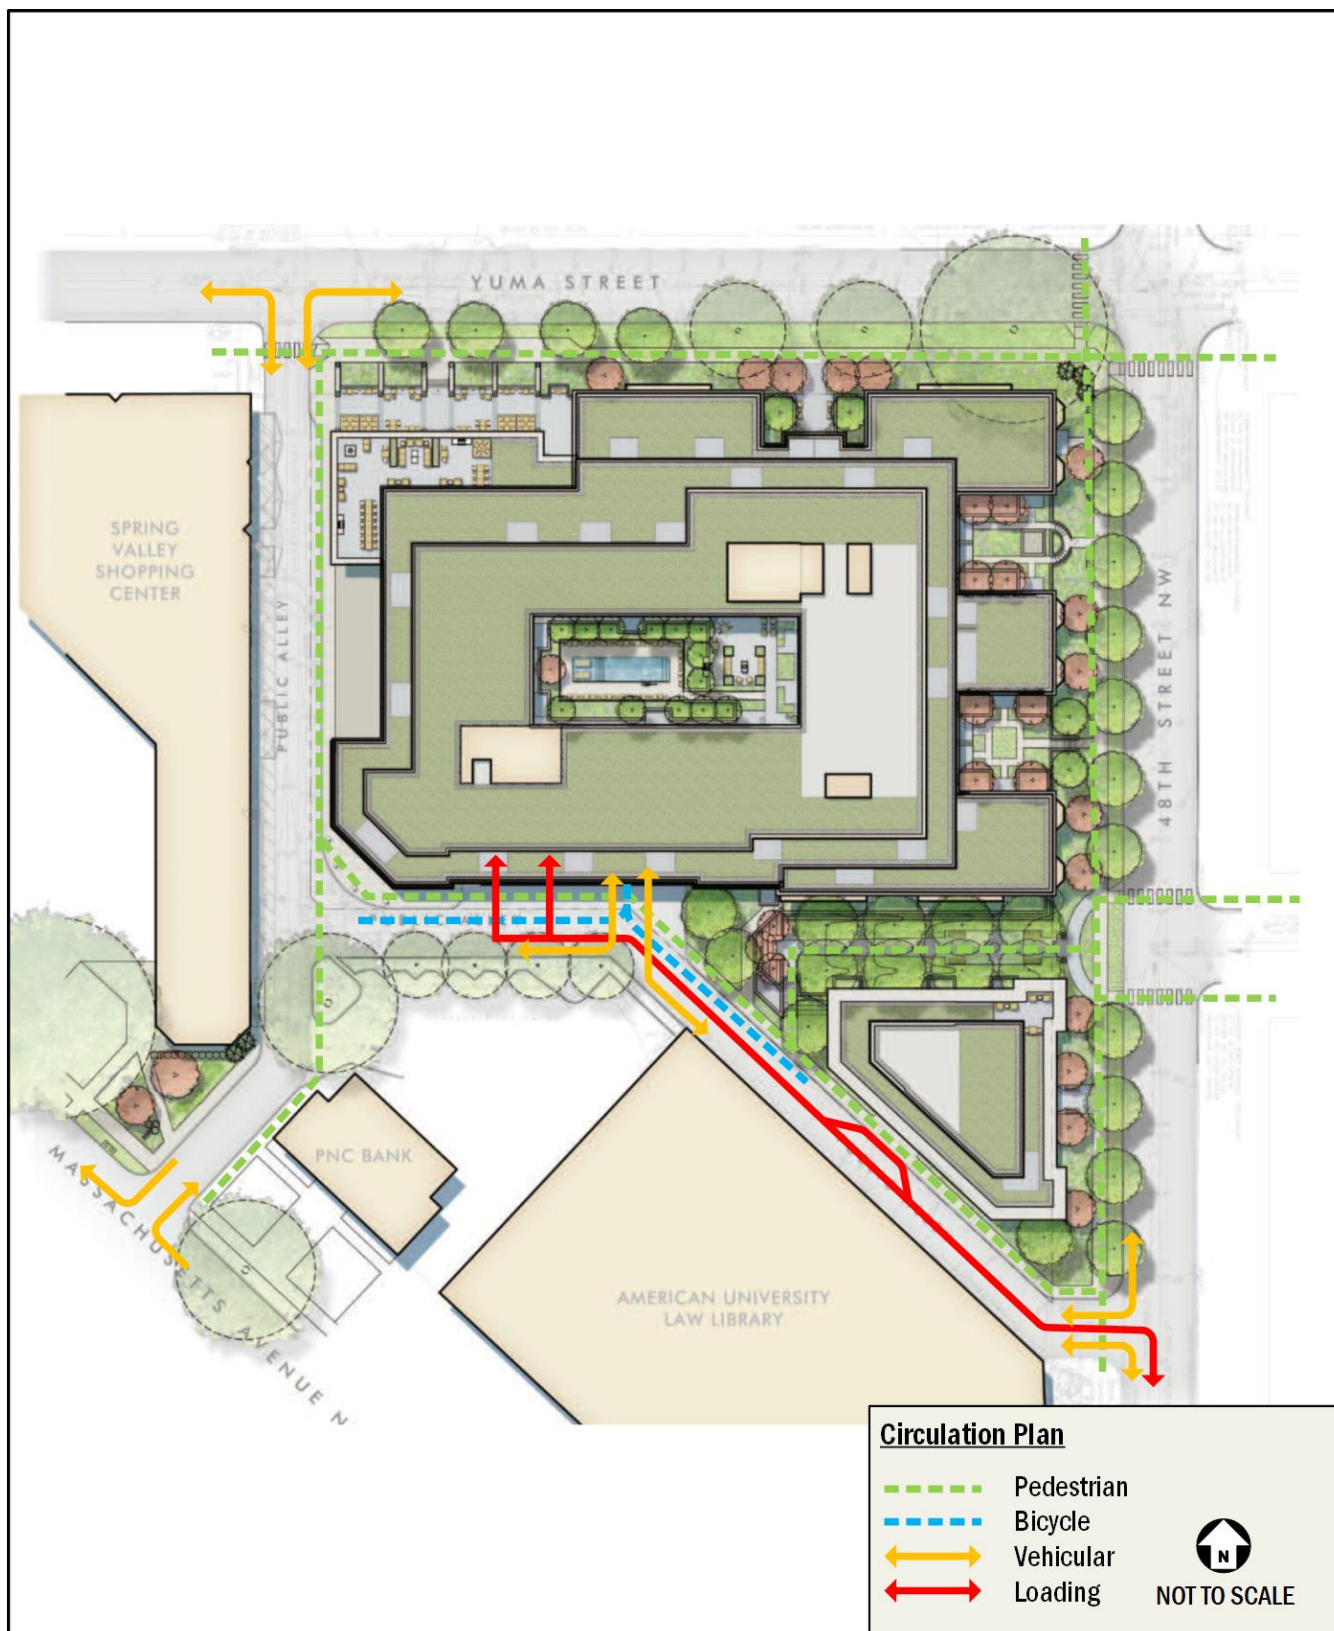 YUMA STREET
SPRING
VALLEY
SHOPPING
CENTER
PUBLIC ALLEY
48TH STREET NW
PNC BANK
MASSACHUSETTS AVENUE N
AMERICAN UNIVERSITY
LAW LIBRARY
Circulation Plan
Pedestrian
Bicycle
Vehicular
Loading
N
NOT TO SCALE